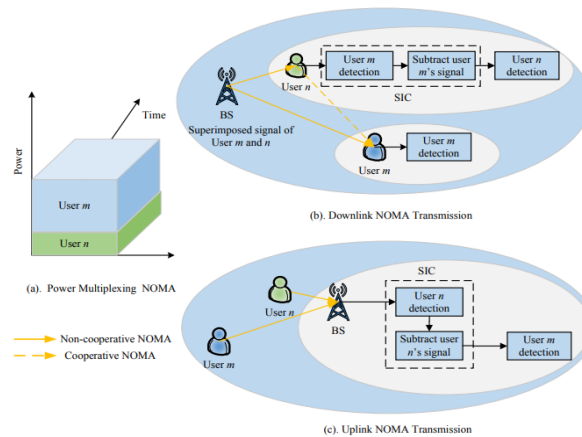 Power
Time
User m
User n
(a). Power Multiplexing NOMA
Non-cooperative NOMA
Cooperative NOMA
BS
Superimposed signal of
User m and n
User n
User m
detection
Subtract user
m's signal
SIC
User n
detection
User m
User m
detection
(b). Downlink NOMA Transmission
User n
User m
BS
SIC
User n
detection
Subtract user
n's signal
User m
detection
(c). Uplink NOMA Transmission